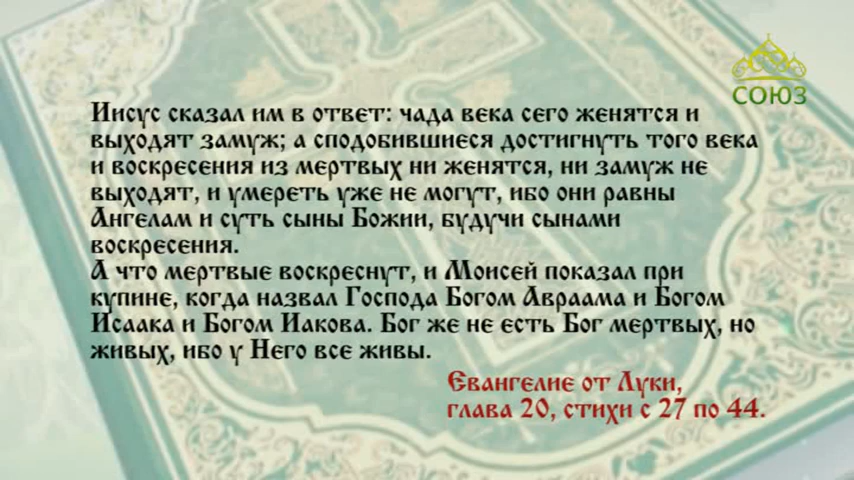 СОЮЗ
Иисус сказал им в ответ: чада века сего женятся и
выходят замуж; а сподобившиеся достигнуть того века
и воскресения из мертвых ни женятся, ни замуж не
выходят, и умереть уже не могут, ибо они равны
Ангелам и суть сыны Божии, будучи сынами
воскресения.
А что мертвые воскреснут, и Моисей показал при
купине, когда назвал Господа Богом Авраама и Богом
Исаака и Богом Иакова. Бог же не есть Бог мертвых, но
живых, ибо у Него все живы.
Евангелие от Луки,
глава 20, стихи с 27 по 44.